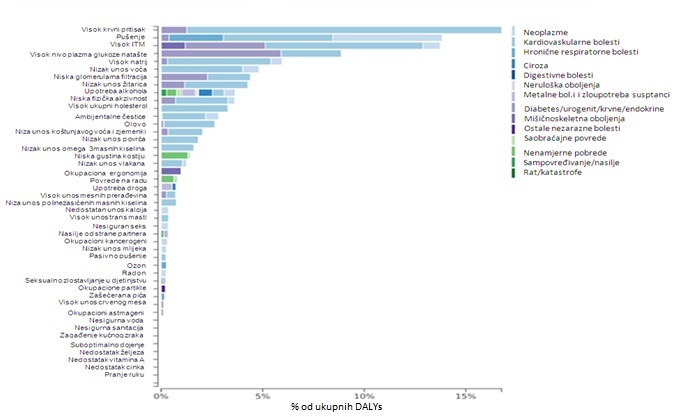 Visok krvni pritisak
Pušenje
Visok ITM
Visok nivo plazma glukoze natašte
Visok natrij
Nizak unos voća
Niska glomerulama filtracija
Nizak unos žitarica
Upotreba alkohola
Niska fizička akzivnost
Visok ukupni holesterol
Ambijentalne čestice
Olovo
Niza unos koštunjavog voća i zjemenki
Nizak unos povrća
Nizak unos omega 3masnih kiselina
Niska gustina kostiju
Nizak unos vlakana
Okupaciona ergonomija
Povrede na radu
Upotreba droga
Visok unos mesnih prerađevina
Niza unos polinezasićenih masnih kiselina
Nedostatan unos kalcija
Visok unos trans masti
Nesiguran seks
Nasilje od strane partnera
Okupacioni kancerogeni
Nizak unos mlijeka
Pasivno pušenje
Ozon
Radon
Seksualno zlostavljanje u djetinjstvu
Okupacione partikle
Zašećerana pića
Visok unos crvenog mesa
Okupacioni astmageni
Nesigurna voda
Nesigurna sanitacija
Zagađenje kućnog zraka
Suboptimalno dojenje
Nedostatak željeza
Nedostatak vitamina A
Nedostatak cinka
Pranje ruku
0%
5%
10%
15%
% od ukupnih DALYs
Neoplazme
Kardiovaskularne bolesti
Hronične respiratorne bolesti
Ciroza
Digestivne bolesti
Neruloška oboljenja
Metalne bol.i i zloupotreba susptanci
Diabetes/urogenit/krvne/endokrine
Mišičnoskeletna oboljenja
Ostale nezarazne bolesti
Saobraćajne povrede
Nenamjerne pobrede
Sampovređivanje/nasilje
Rat/katastrofe